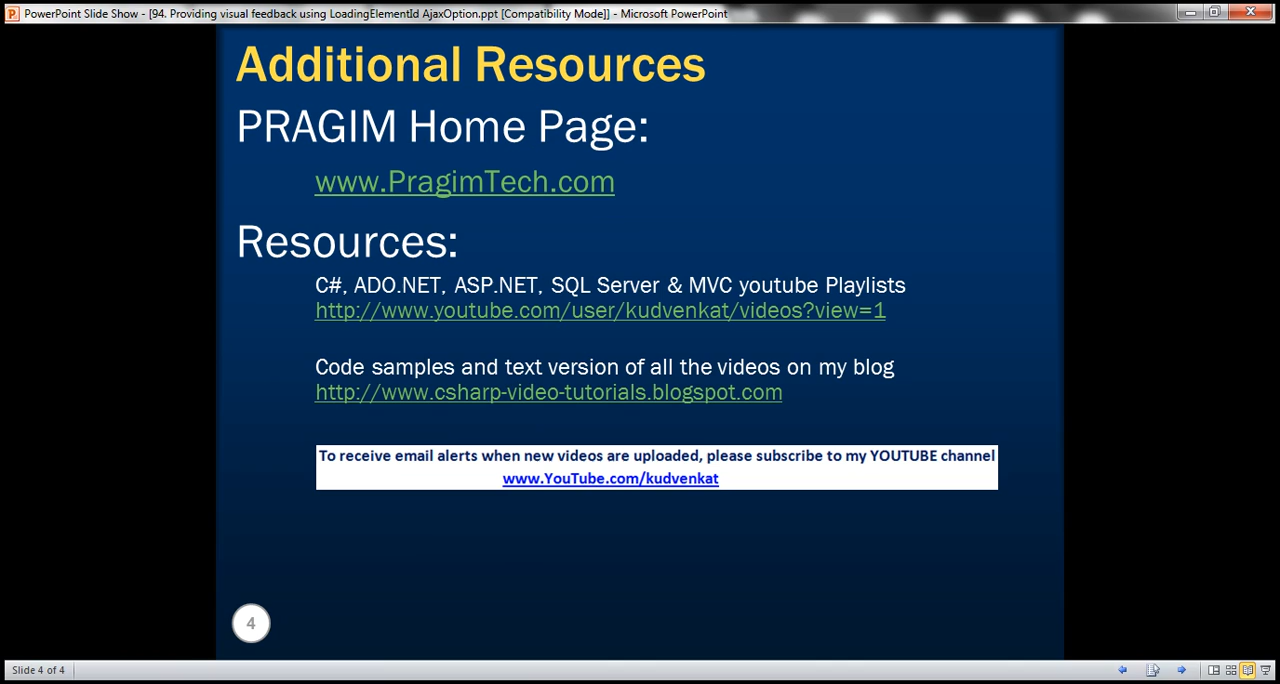 PowerPoint Slide Show - [94. Providing visual feedback using LoadingElementId AjaxOption.ppt [Compatibility Mode]] - Microsoft PowerPoint
Additional Resources
PRAGIM Home Page:
www.PragimTech.com
Resources:
C#, ADO.NET, ASP.NET, SQL Server & MVC youtube Playlists
http://www.youtube.com/user/kudvenkat/videos?view=1
Code samples and text version of all the videos on my blog
http://www.csharp-video-tutorials.blogspot.com
To receive email alerts when new videos are uploaded, please subscribe to my YOUTUBE channel
www.YouTube.com/kudvenkat
4
Slide 4 of 4